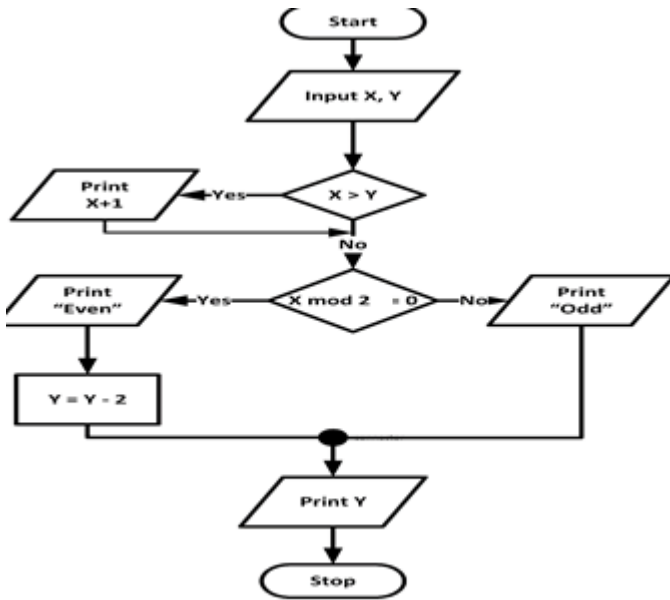 Start
Input X, Y
X > Y
Yes
Print
X+1
No
X mod 2 = 0
Yes
Print
“Even”
No
Print
“Odd”
Y = Y - 2
Print Y
Stop